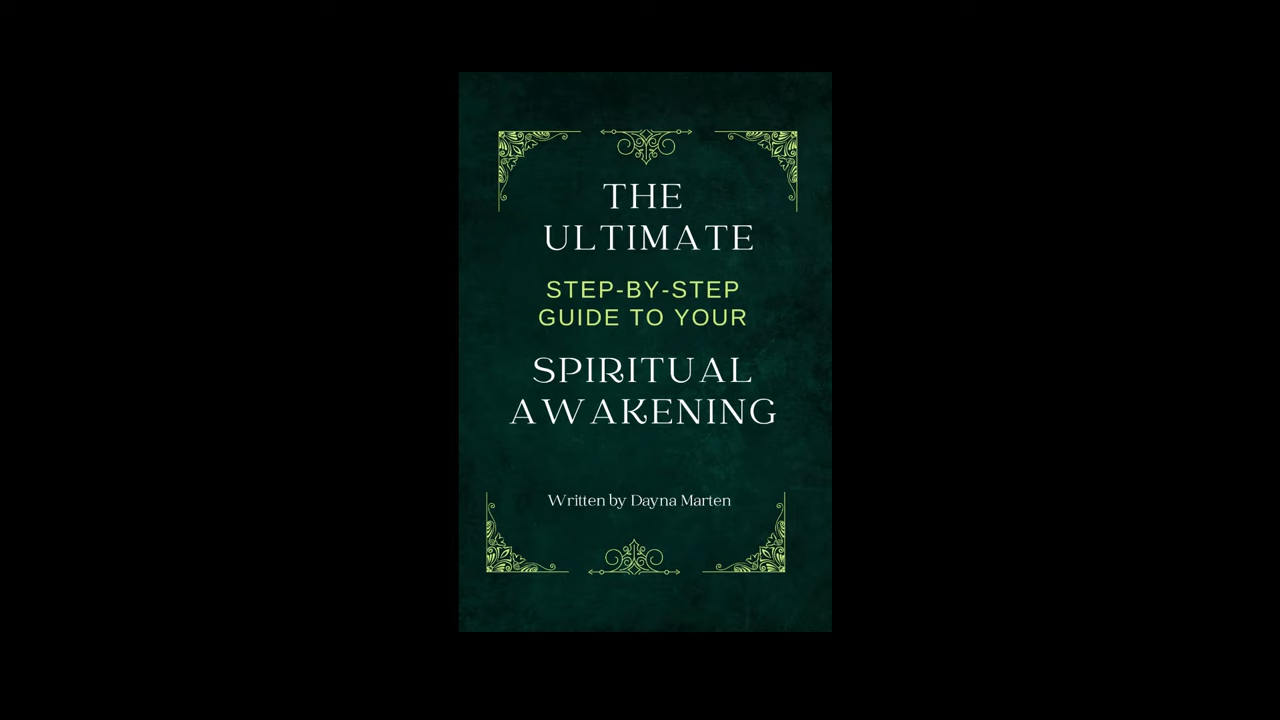 THE
ULTIMATE
STEP-BY-STEP
GUIDE TO YOUR
SPIRITUAL
AWAKENING
Written by Dayna Marten